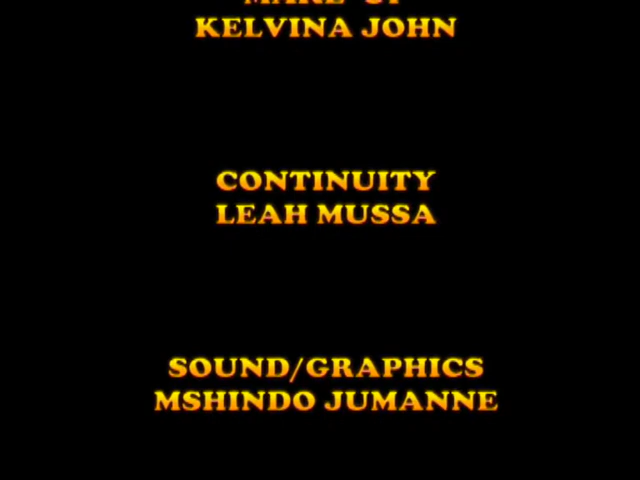 KELVINA JOHN
CONTINUITY
LEAH MUSSA
SOUND/GRAPHICS
MSHINDO JUMANNE